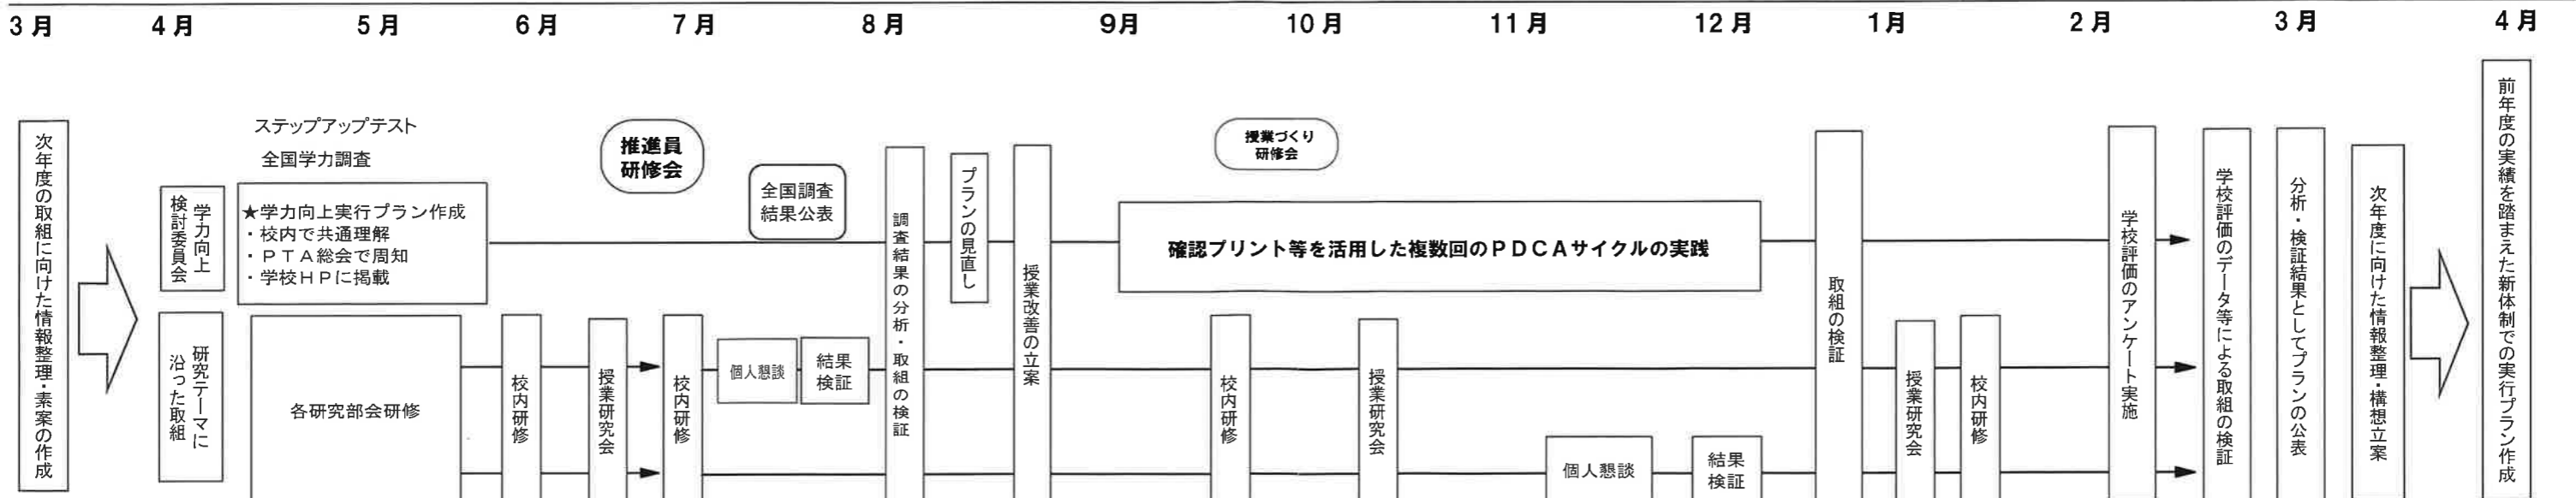 3月 4月 5月 6月 7月 8月 9月 10月 11月 12月 1月 2月 3月 4月
次年度の取組に向けた情報整理・素案の作成
学力向上
検討委員会
研究テーマに
沿った取組
ステップアップテスト
全国学力調査
★学力向上実行プラン作成
・校内で共通理解
・PTA総会で周知
・学校HPに掲載
各研究部会研修
校内研修
授業研究会
推進員
研修会
校内研修
全国調査
結果公表
個人懇談
結果
検証
調査結果の分析・取組の検証
プランの見直し
授業改善の立案
授業づくり
研修会
確認プリント等を活用した複数回のPDCAサイクルの実践
校内研修
授業研究会
個人懇談
結果
検証
取組の検証
授業研究会
校内研修
学校評価のアンケート実施
学校評価のデータ等による取組の検証
分析・検証結果としてプランの公表
次年度に向けた情報整理・構想立案
前年度の実績を踏まえた新体制での実行プラン作成